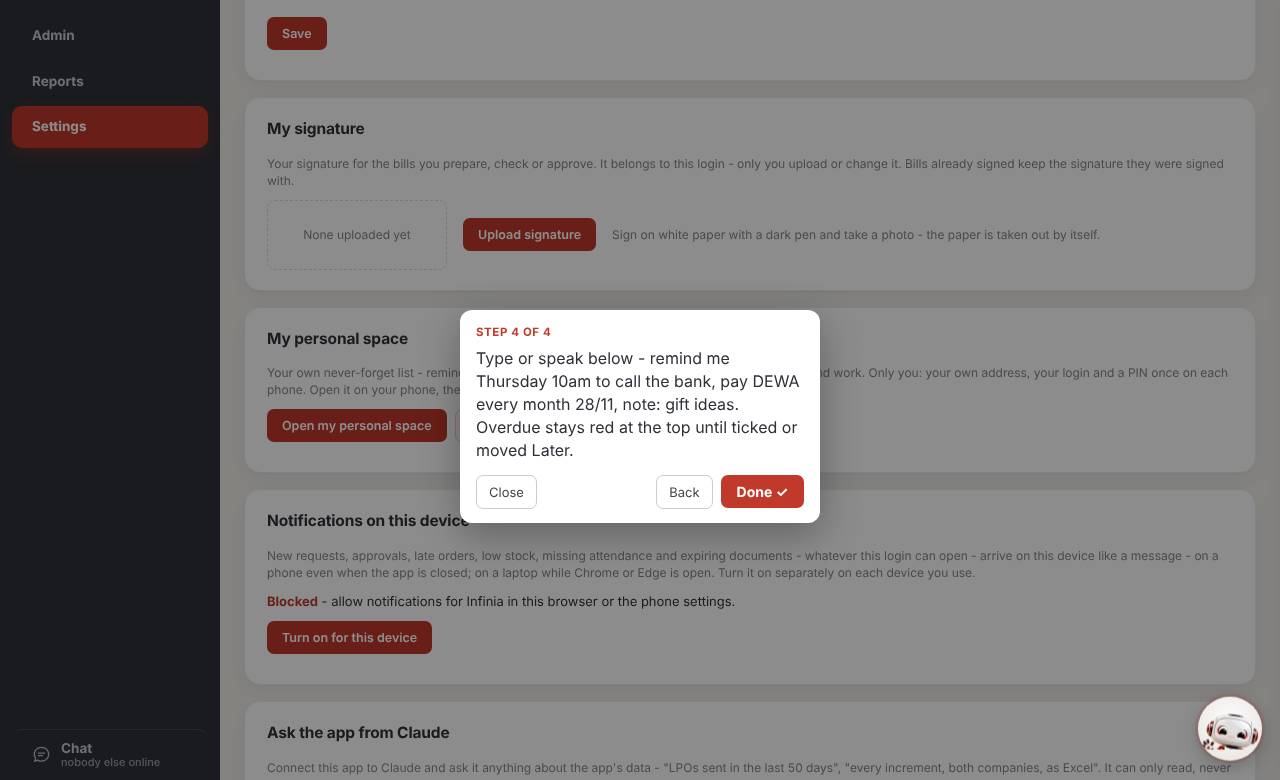 Admin
Reports
Settings
Save
My signature
Your signature for the bills you prepare, check or approve. It belongs to this login - only you upload or change it. Bills already signed keep the signature they were signed
with.
None uploaded yet
Upload signature
Sign on white paper with a dark pen and take a photo - the paper is taken out by itself.
My personal space
Your own never-forget list - remin
nd work. Only you: your own address, your login and a PIN once on each
phone. Open it on your phone, the
Open my personal space
STEP 4 OF 4
Type or speak below - remind me
Thursday 10am to call the bank, pay DEWA
every month 28/11, note: gift ideas.
Overdue stays red at the top until ticked or
moved Later.
Close
Back
Done ✓
Notifications on this device
New requests, approvals, late orders, low stock, missing attendance and expiring documents - whatever this login can open - arrive on this device like a message - on a
phone even when the app is closed; on a laptop while Chrome or Edge is open. Turn it on separately on each device you use.
Blocked - allow notifications for Infinia in this browser or the phone settings.
Turn on for this device
Ask the app from Claude
Connect this app to Claude and ask it anything about the app's data - "LPOs sent in the last 50 days", "every increment, both companies, as Excel". It can only read, never
Chat
nobody else online